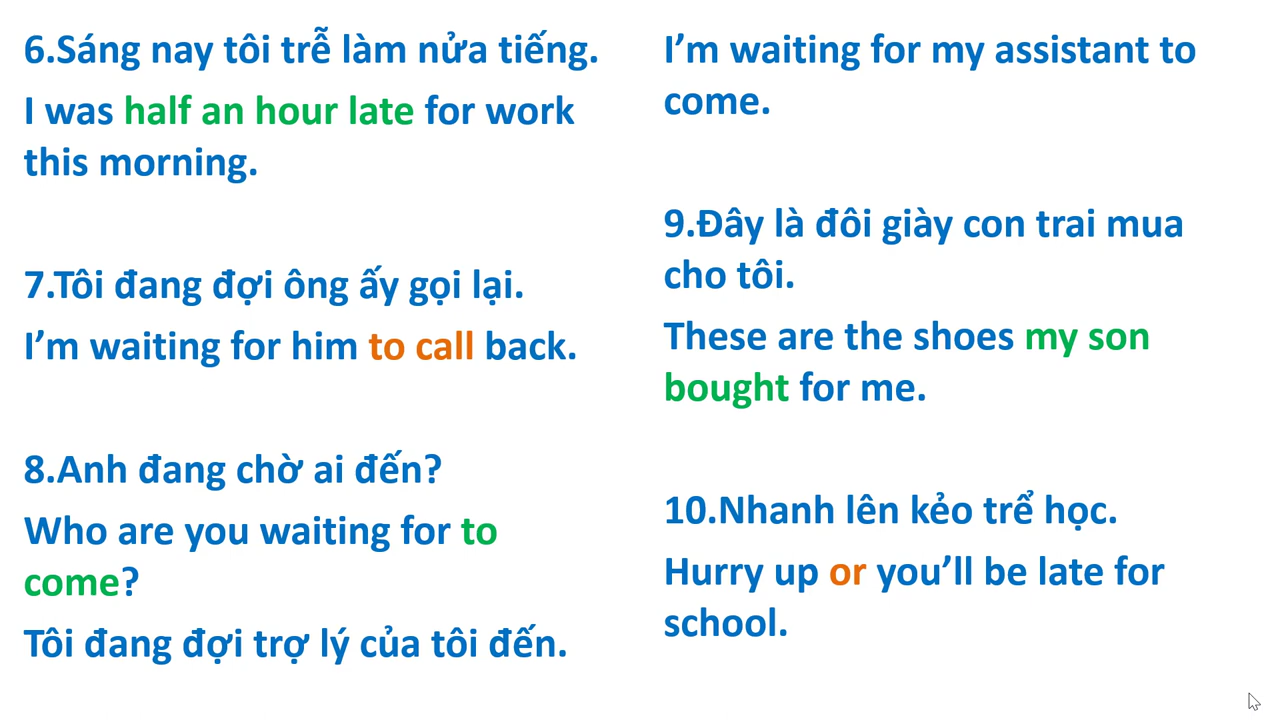 6.Sáng nay tôi trễ làm nửa tiếng.
I was half an hour late for work
this morning.
7.Tôi đang đợi ông ấy gọi lại.
I’m waiting for him to call back.
8.Anh đang chờ ai đến?
Who are you waiting for to
come?
Tôi đang đợi trợ lý của tôi đến.
I’m waiting for my assistant to
come.
9.Đây là đôi giày con trai mua
cho tôi.
These are the shoes my son
bought for me.
10.Nhanh lên kẻo trể học.
Hurry up or you’ll be late for
school.